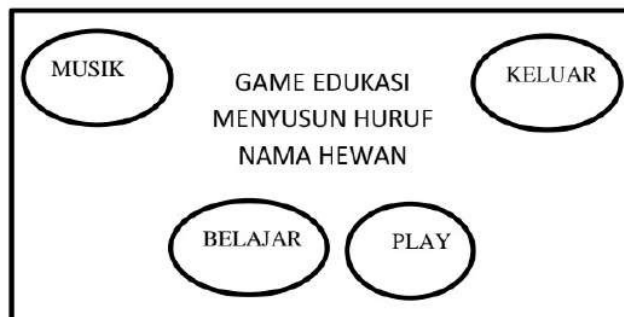 MUSIK
KELUAR
GAME EDUKASI
MENYUSUN HURUF
NAMA HEWAN
BELAJAR
PLAY